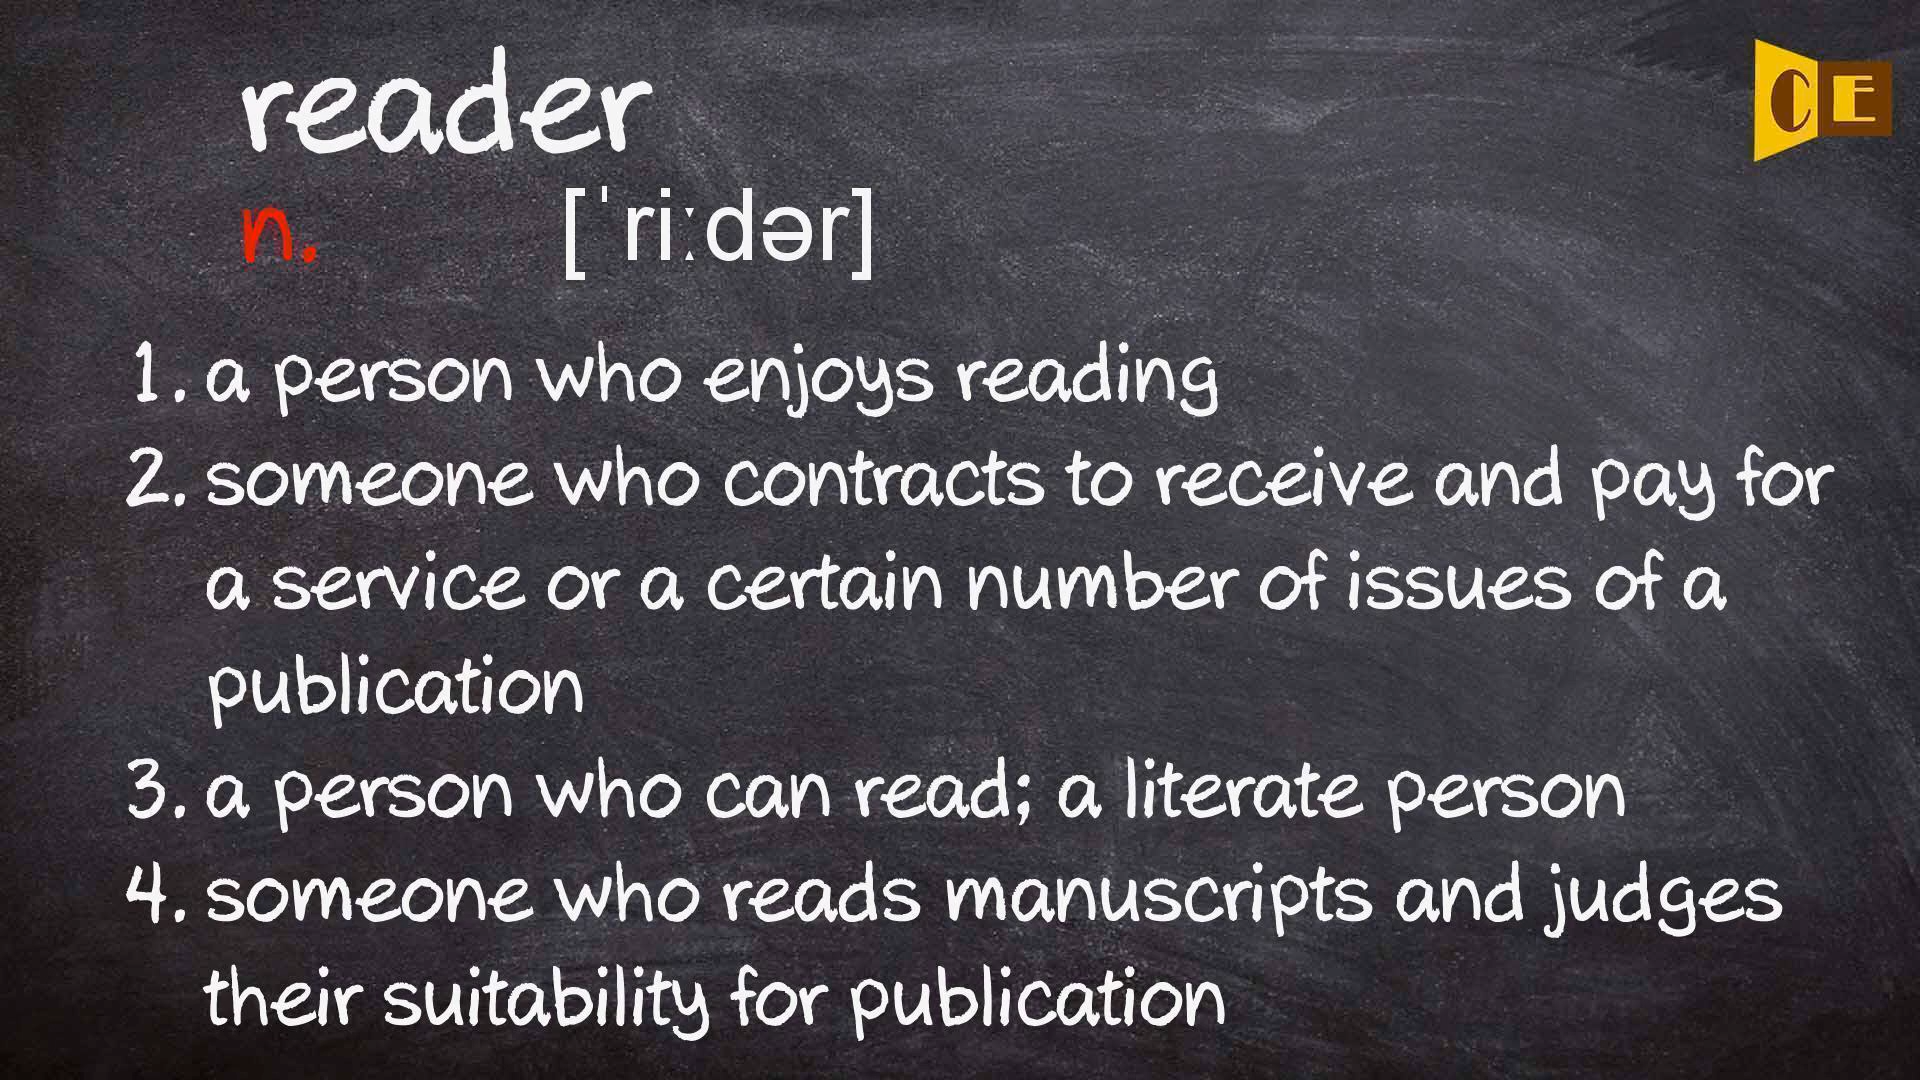 reader
n. [ˈriːdər]
CE
1. a person who enjoys reading
2. someone who contracts to receive and pay for
a service or a certain number of issues of a
publication
3. a person who can read; a literate person
4. someone who reads manuscripts and judges
their suitability for publication